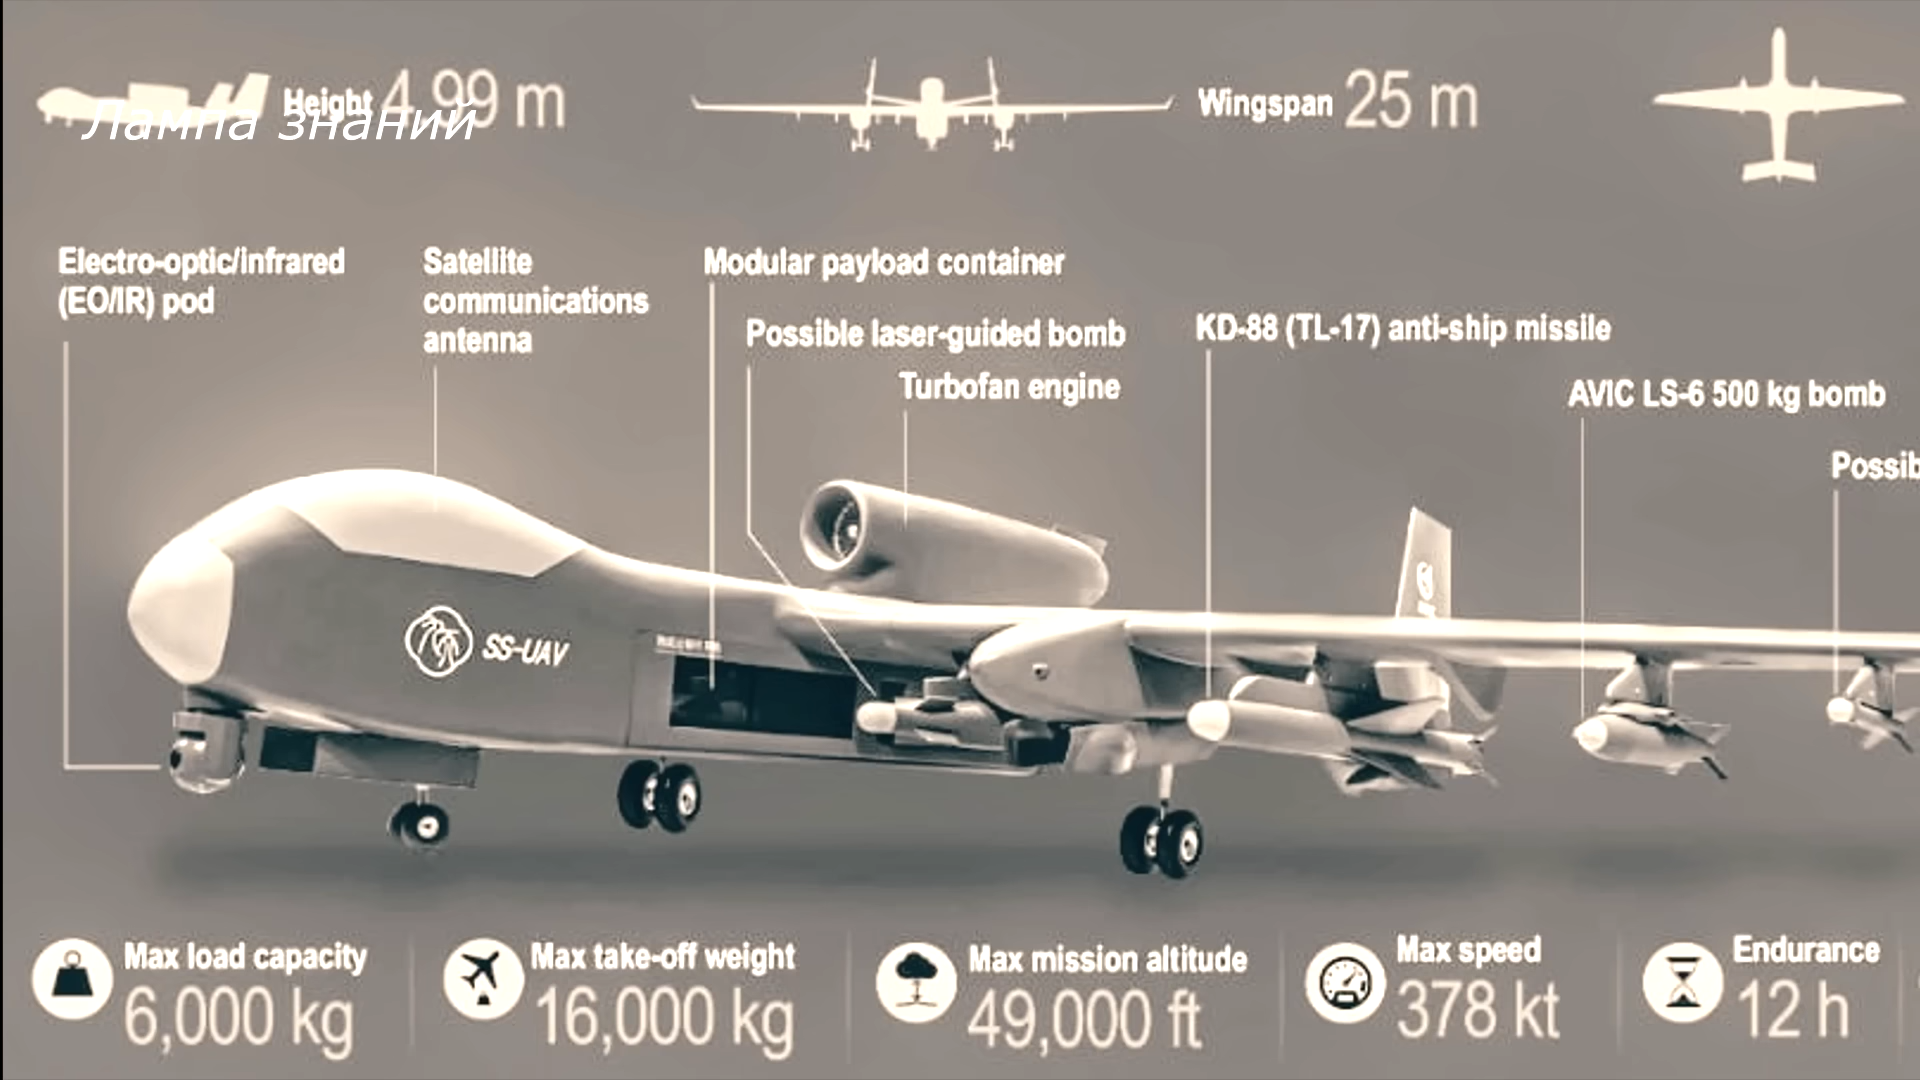 Height 4.99 m
Лампа знаний
Wingspan 25 m
Electro-optic/infrared
(EO/IR) pod
Satellite
communications
antenna
Modular payload container
Possible laser-guided bomb
Turbofan engine
KD-88 (TL-17) anti-ship missile
AVIC LS-6 500 kg bomb
Possib
SS-UAV
Max load capacity
6,000 kg
Max take-off weight
16,000 kg
Max mission altitude
49,000 ft
Max speed
378 kt
Endurance
12 h